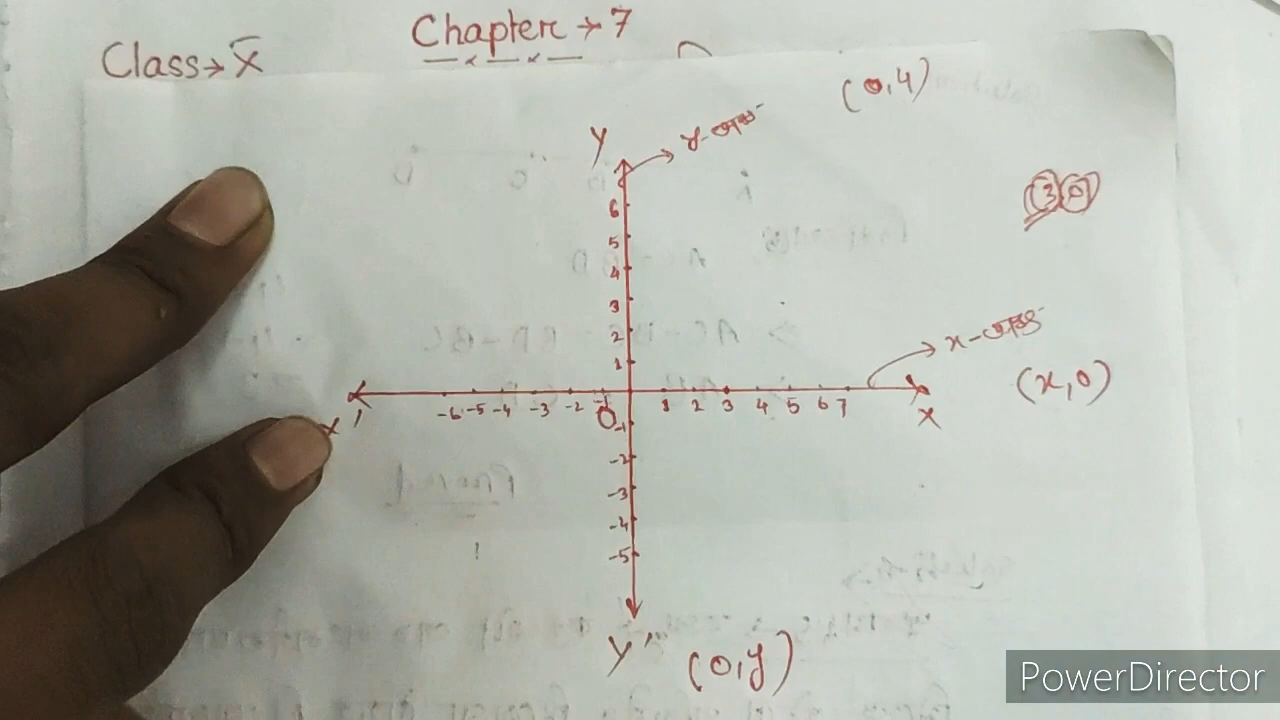 Class→X
Chapter→7
(0,4)
Y
y-অক্ষ
(3 0)
6
5
4
3
2
1
x-অক্ষ
(x,0)
-6 -5 -4 -3 -2 -1 1 2 3 4 5 6 7
X' O X
-1
-2
-3
-4
-5
Y' (0,y)
PowerDirector